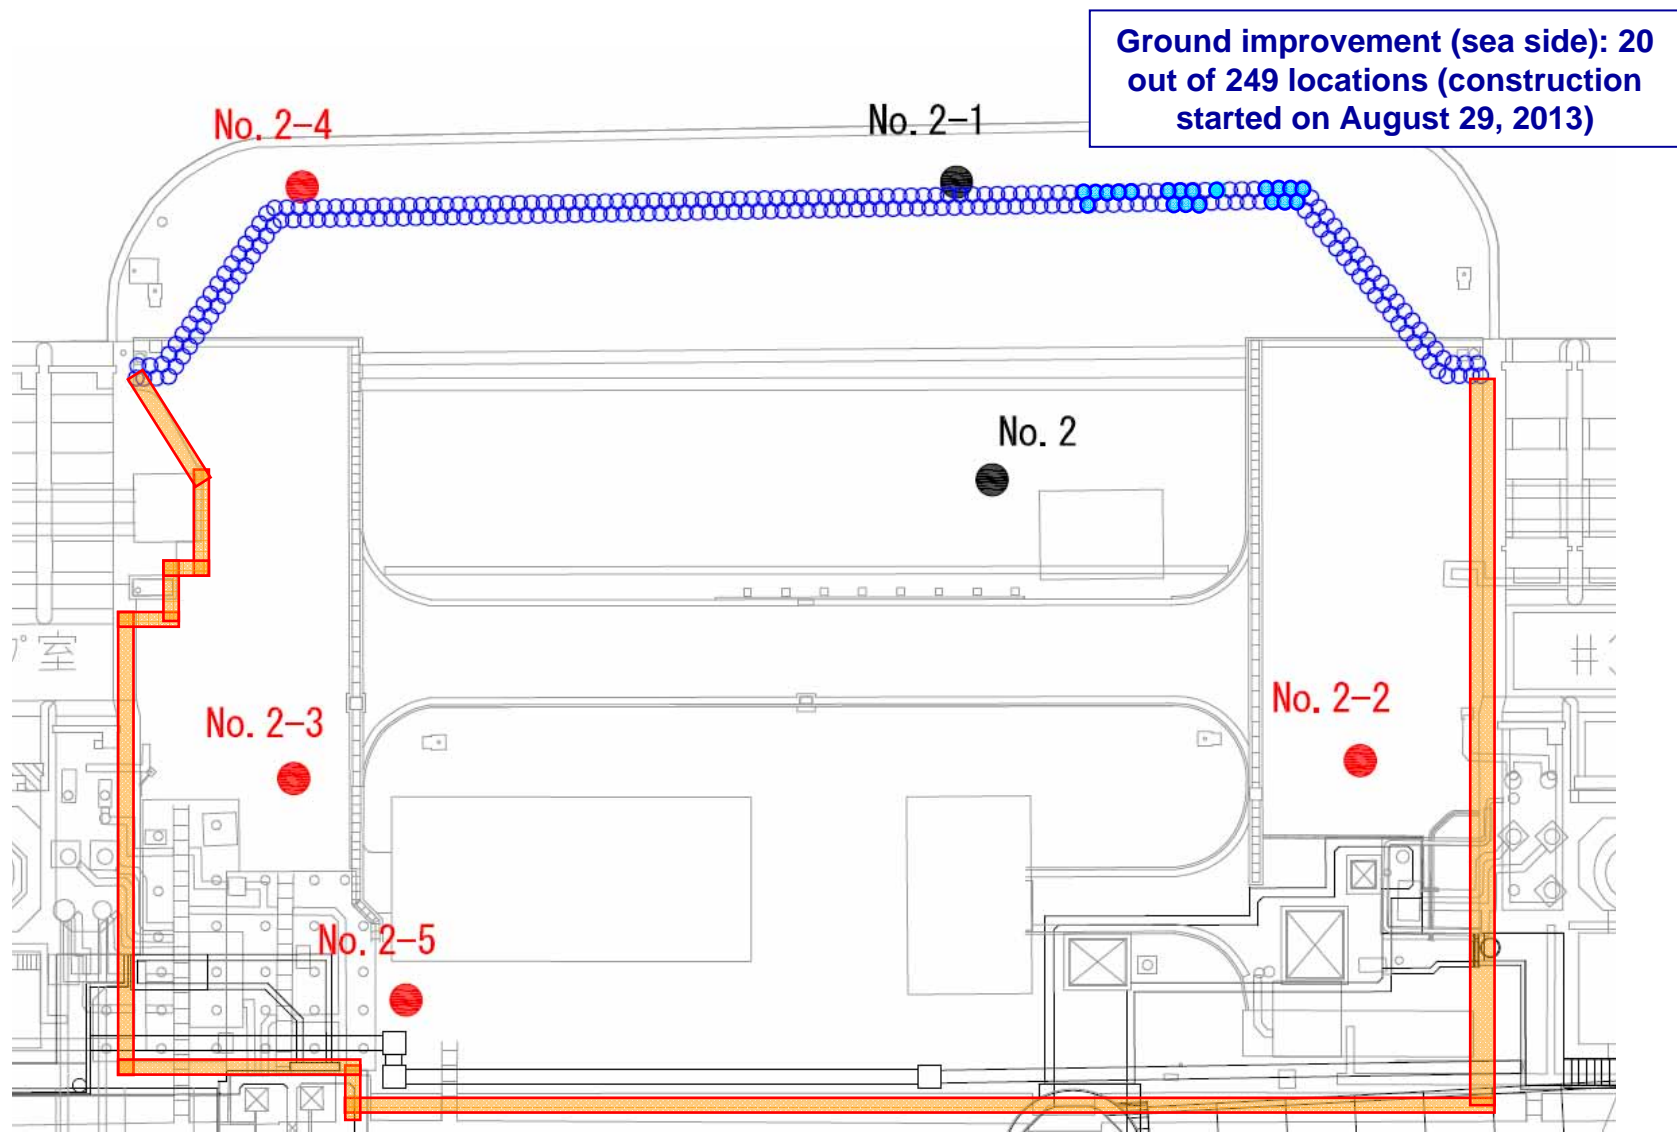 Ground improvement (sea side): 20
out of 249 locations (construction
started on August 29, 2013)
No. 2-4
No. 2-1
No. 2
室
#
No. 2-3
No. 2-2
No. 2-5